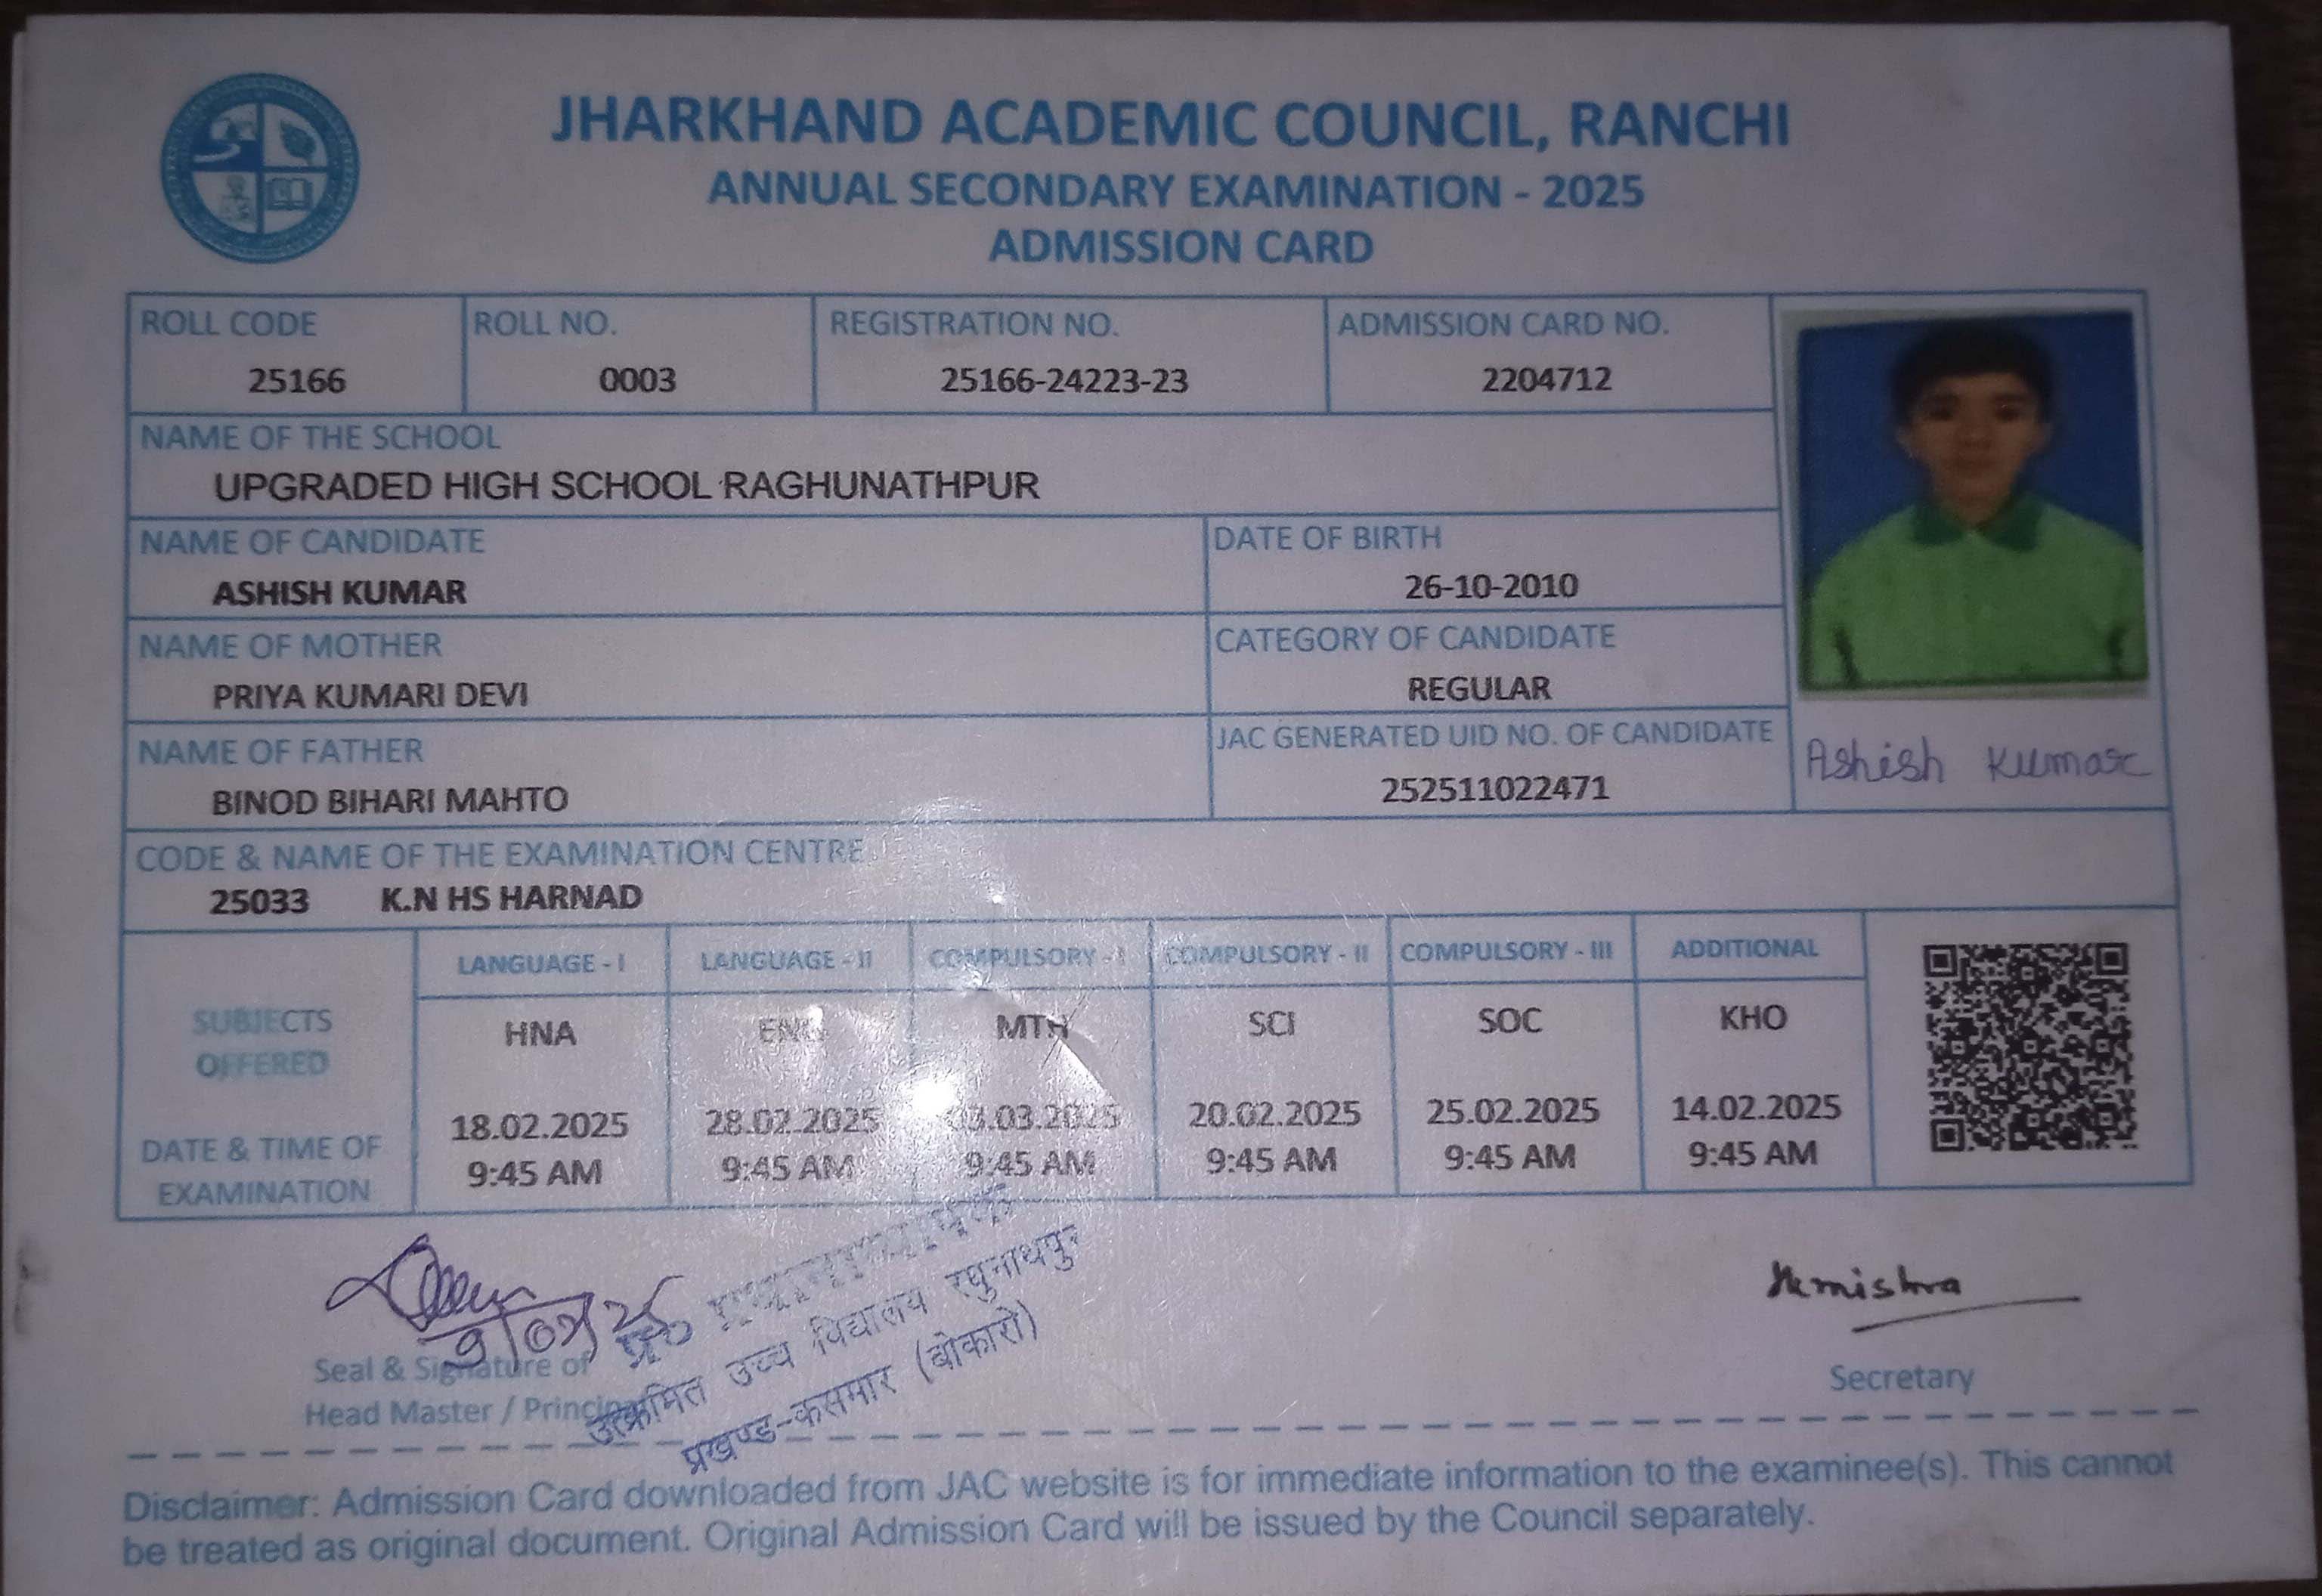 JHARKHAND ACADEMIC COUNCIL, RANCHI
ANNUAL SECONDARY EXAMINATION - 2025
ADMISSION CARD
ROLL CODE ROLL NO. REGISTRATION NO. ADMISSION CARD NO.
25166 0003 25166-24223-23 2204712
NAME OF THE SCHOOL
UPGRADED HIGH SCHOOL RAGHUNATHPUR
NAME OF CANDIDATE DATE OF BIRTH
ASHISH KUMAR 26-10-2010
NAME OF MOTHER CATEGORY OF CANDIDATE
PRIYA KUMARI DEVI REGULAR
NAME OF FATHER JAC GENERATED UID NO. OF CANDIDATE
BINOD BIHARI MAHTO 252511022471
Ashish Kumar
CODE & NAME OF THE EXAMINATION CENTRE
25033 K.N HS HARNAD
LANGUAGE - I LANGUAGE - II COMPULSORY - I COMPULSORY - II COMPULSORY - III ADDITIONAL
SUBJECTS OFFERED HNA ENG MTH SCI SOC KHO
18.02.2025 28.02.2025 03.03.2025 20.02.2025 25.02.2025 14.02.2025
DATE & TIME OF
EXAMINATION 9:45 AM 9:45 AM 9:45 AM 9:45 AM 9:45 AM 9:45 AM
प्र० प्रधानाध्यापक
उत्क्रमित उच्च विद्यालय रघुनाथपुर
प्रखण्ड-कसमार (बोकारो)
Seal & Signature of
Head Master / Principal
Secretary
Disclaimer: Admission Card downloaded from JAC website is for immediate information to the examinee(s). This cannot
be treated as original document. Original Admission Card will be issued by the Council separately.